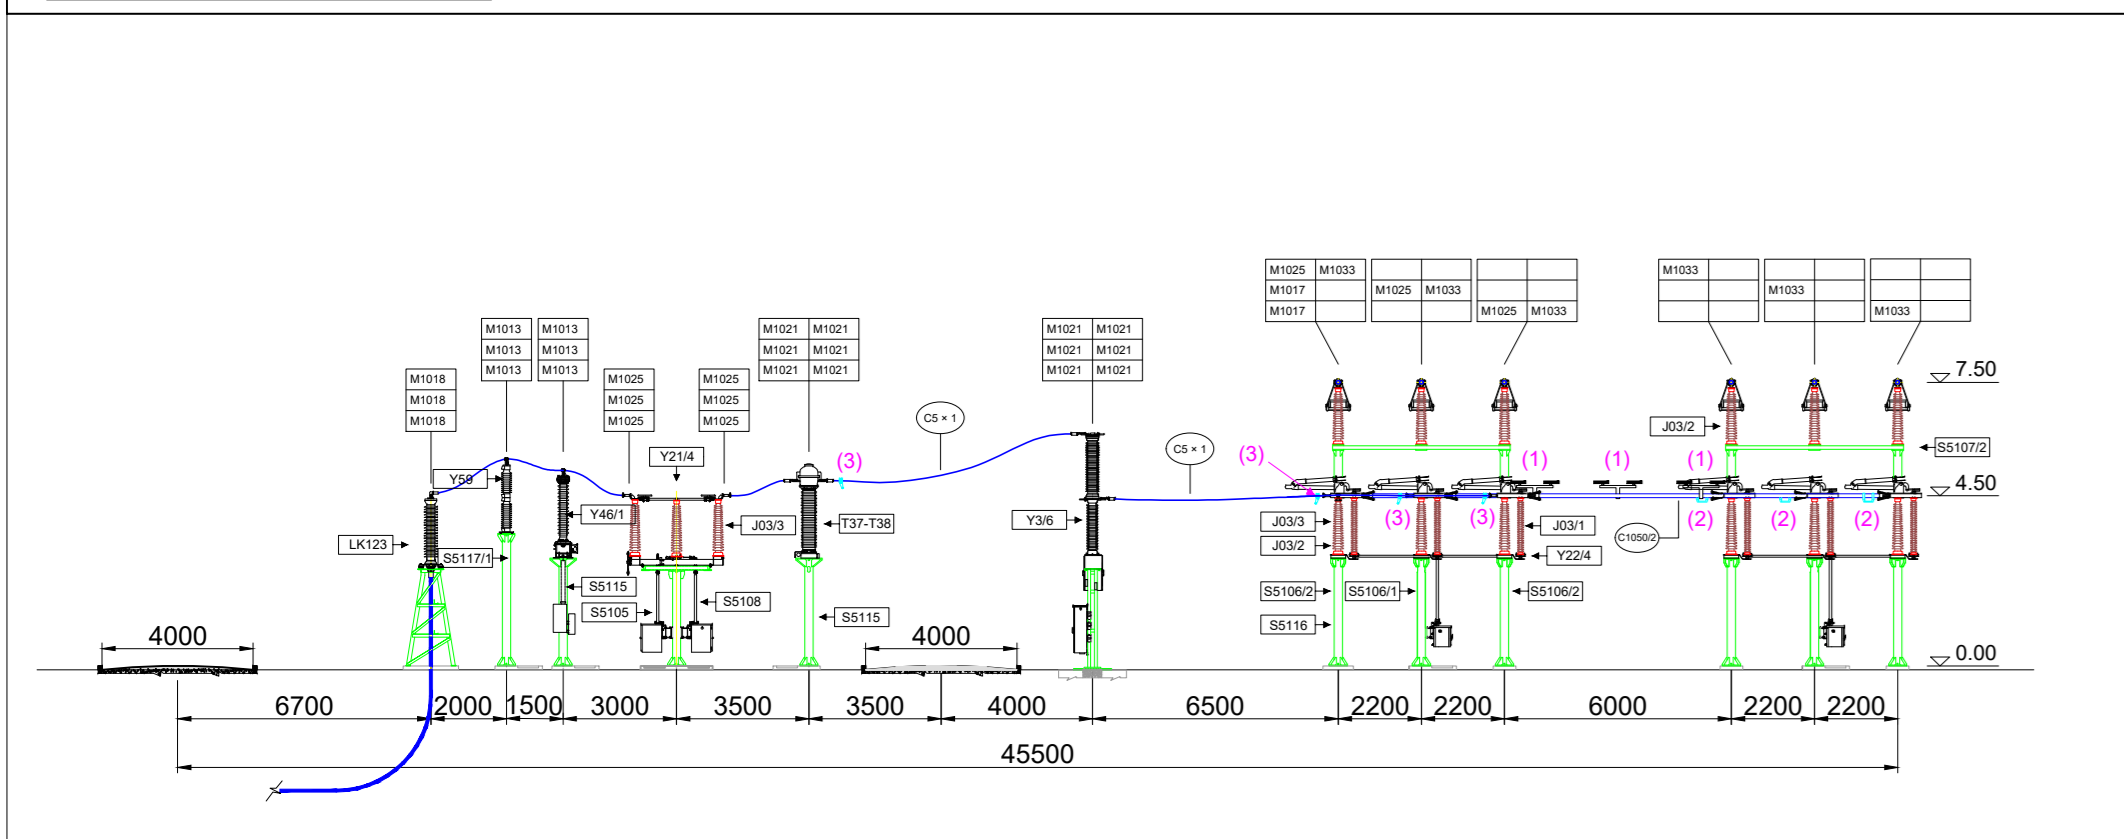 M1025 M1033
M1017
M1017
M1025 M1033
M1025 M1033
M1033
M1033
M1033
M1013
M1013
M1013
M1013
M1013
M1013
M1021 M1021
M1021 M1021
M1021 M1021
M1021 M1021
M1021 M1021
M1021 M1021
M1018
M1018
M1018
M1025
M1025
M1025
M1025
M1025
M1025
7.50
C5 × 1
J03/2
S5107/2
Y21/4
C5 × 1
(3)
(3)
(1)
(1)
(1)
Y59
4.50
Y46/1
J03/3
T37-T38
Y3/6
J03/3
(3)
(3)
J03/1
(2)
(2)
(2)
LK123
S5117/1
J03/2
C1050/2
Y22/4
S5115
S5105
S5108
S5115
S5106/2
S5106/1
S5106/2
S5116
4000
4000
0.00
6700
2000
1500
3000
3500
3500
4000
6500
2200
2200
6000
2200
2200
45500